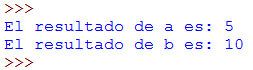 >>>
El resultado de a es: 5
El resultado de b es: 10
>>>